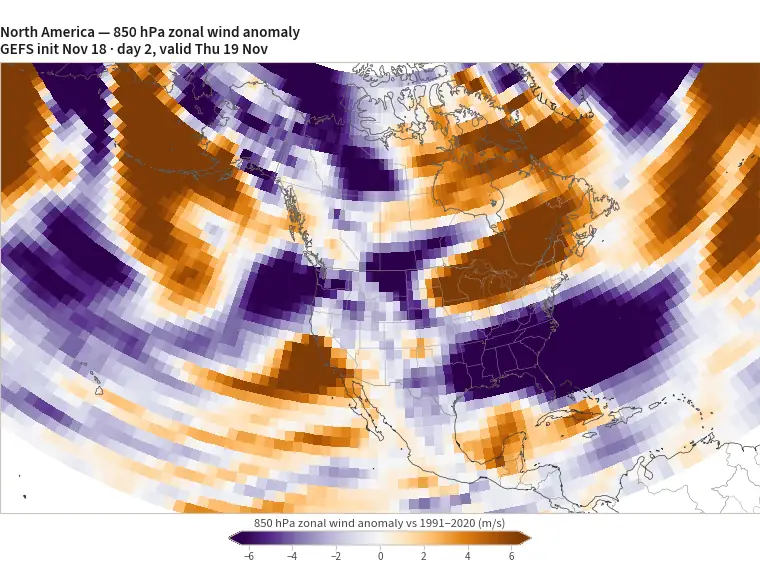 North America — 850 hPa zonal wind anomaly
GEFS init Nov 18 · day 2, valid Thu 19 Nov
850 hPa zonal wind anomaly vs 1991–2020 (m/s)
−6 −4 −2 0 2 4 6